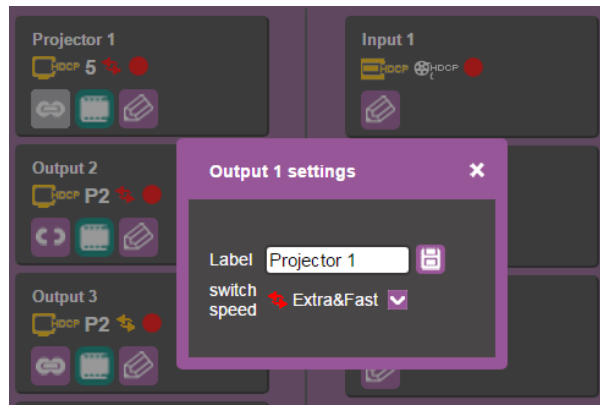 Projector 1
HDCP 5
Input 1
HDCP HDCP
Output 2
HDCP P2
Output 3
HDCP P2
Output 1 settings
Label Projector 1
switch speed Extra&Fast